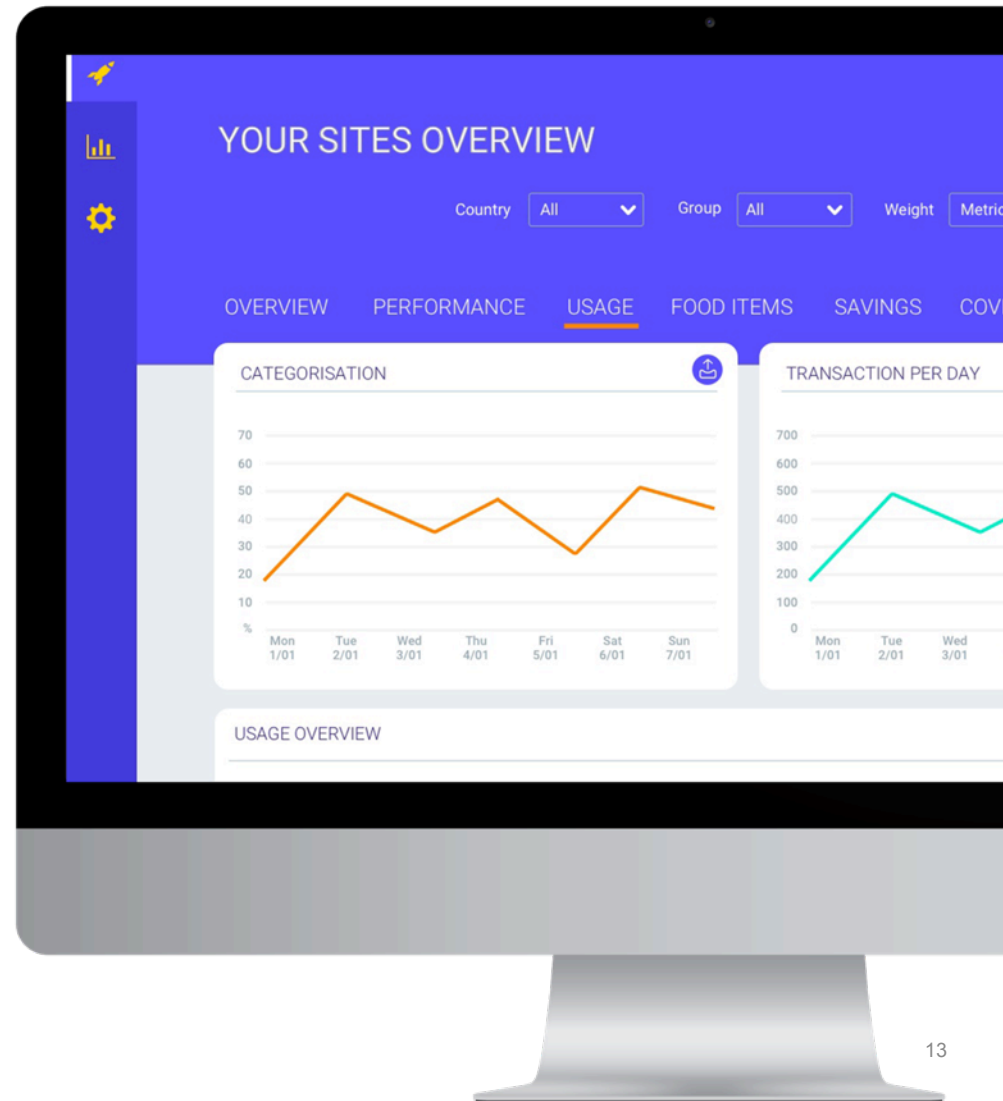 YOUR SITES OVERVIEW
Country All Group All Weight Metric
OVERVIEW PERFORMANCE USAGE FOOD ITEMS SAVINGS
CATEGORISATION
70
60
50
40
30
20
10
%
Mon Tue Wed Thu Fri Sat Sun
1/01 2/01 3/01 4/01 5/01 6/01 7/01
TRANSACTION PER DAY
700
600
500
400
300
200
100
0
Mon Tue Wed
1/01 2/01 3/01
USAGE OVERVIEW
13